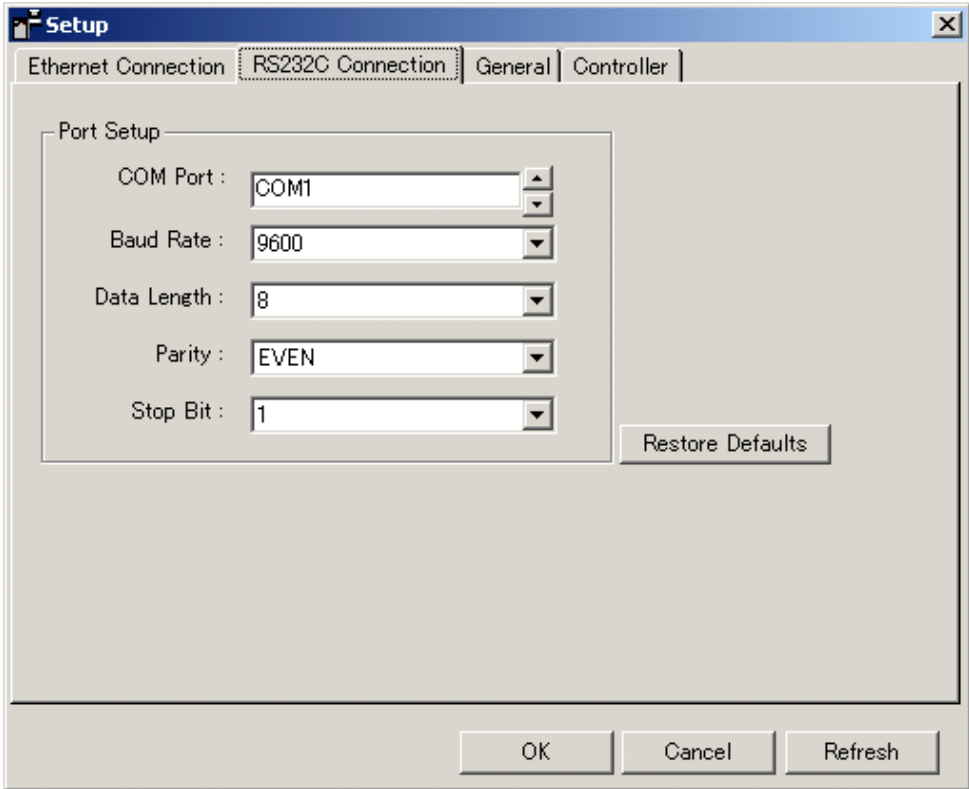 Setup
Ethernet Connection RS232C Connection General Controller
Port Setup
COM Port : COM1
Baud Rate : 9600
Data Length : 8
Parity : EVEN
Stop Bit : 1
Restore Defaults
OK Cancel Refresh